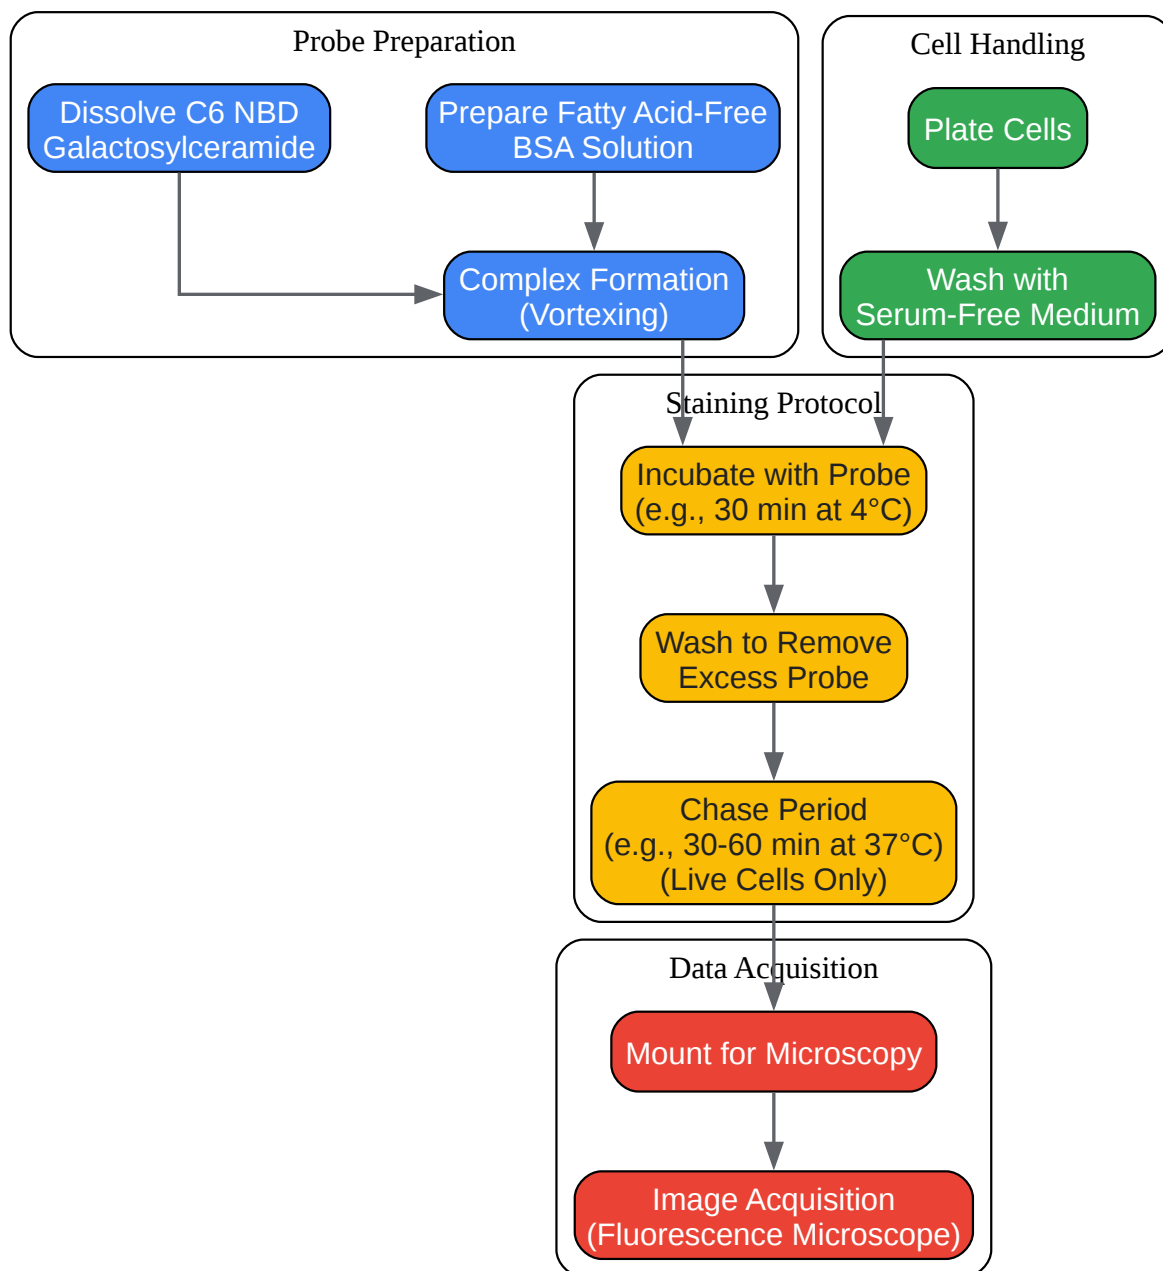 Probe Preparation
Dissolve C6 NBD
Galactosylceramide
Prepare Fatty Acid-Free
BSA Solution
Complex Formation
(Vortexing)
Cell Handling
Plate Cells
Wash with
Serum-Free Medium
Staining Protocol
Incubate with Probe
(e.g., 30 min at 4°C)
Wash to Remove
Excess Probe
Chase Period
(e.g., 30-60 min at 37°C)
(Live Cells Only)
Data Acquisition
Mount for Microscopy
Image Acquisition
(Fluorescence Microscope)